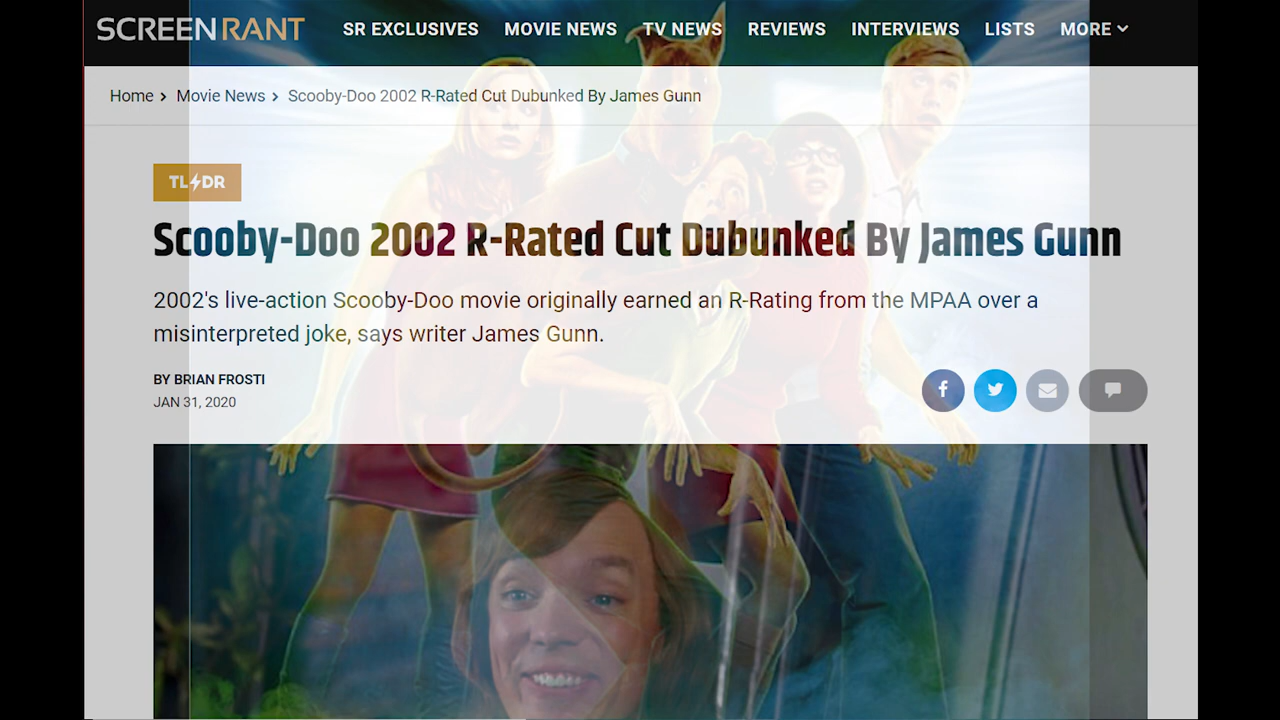 SCREENRANT SR EXCLUSIVES MOVIE NEWS TV NEWS REVIEWS INTERVIEWS LISTS MORE
Home > Movie News > Scooby-Doo 2002 R-Rated Cut Dubunked By James Gunn
TL DR
Scooby-Doo 2002 R-Rated Cut Dubunked By James Gunn
2002's live-action Scooby-Doo movie originally earned an R-Rating from the MPAA over a
misinterpreted joke, says writer James Gunn.
BY BRIAN FROSTI
JAN 31, 2020